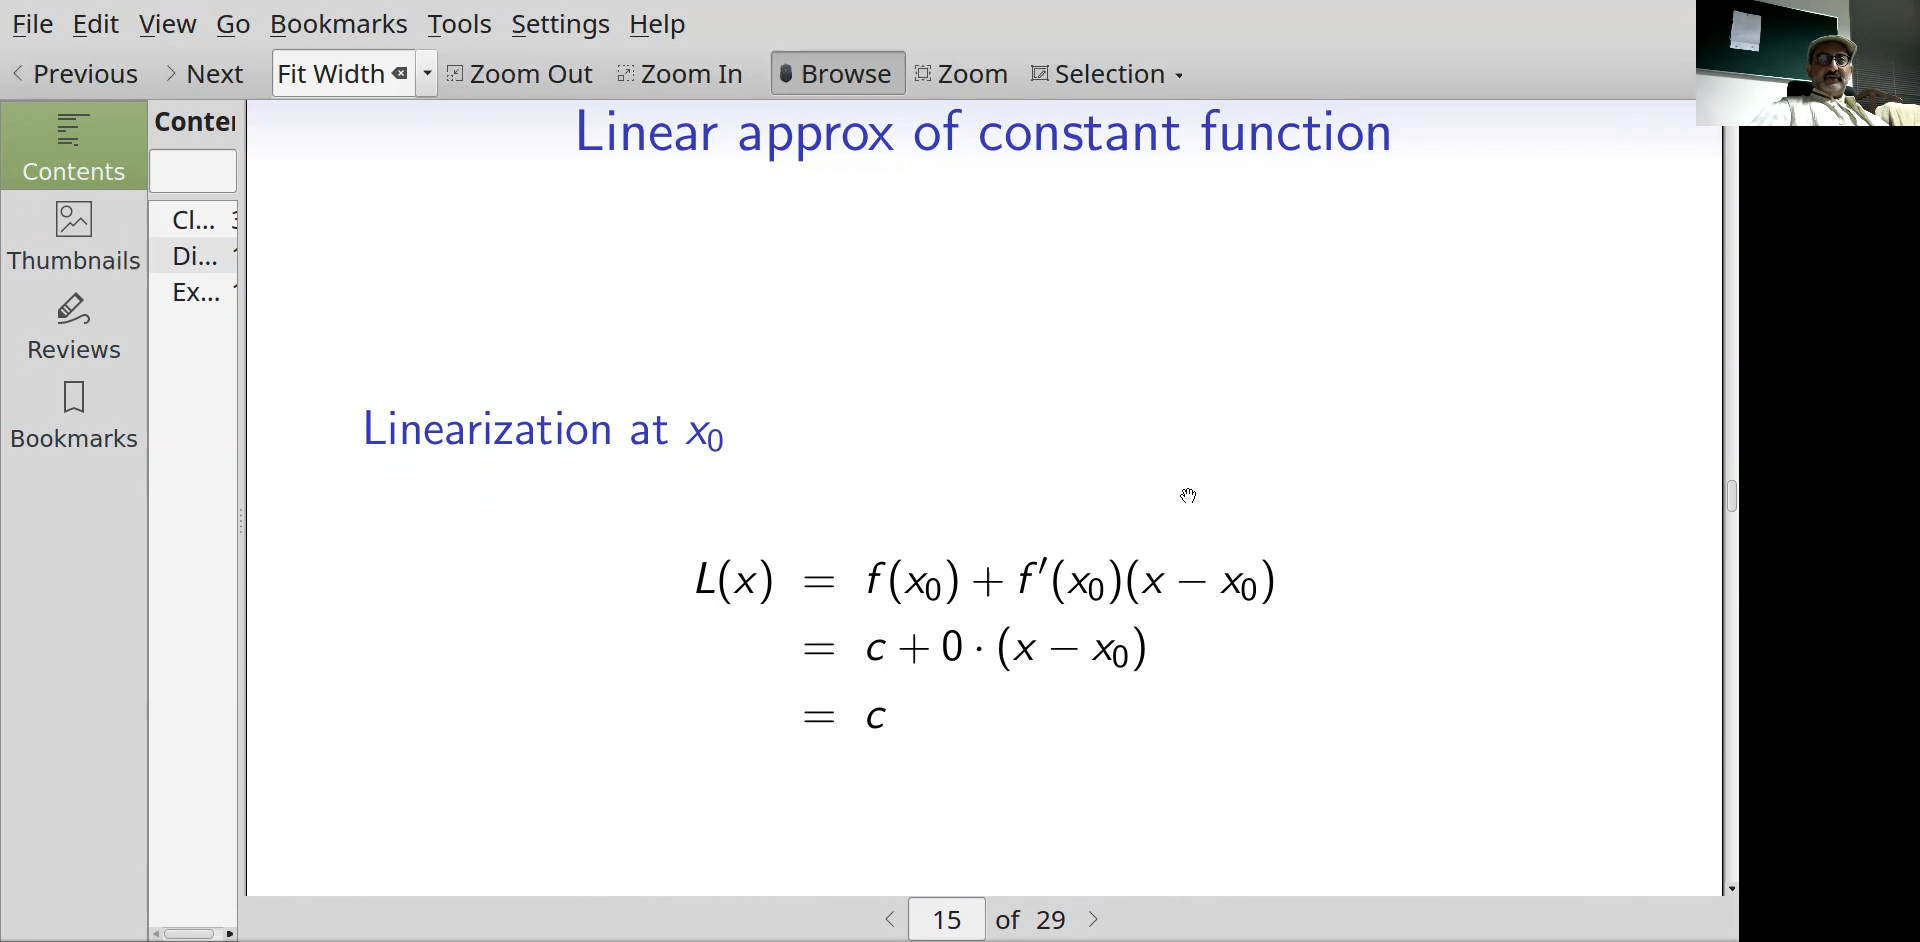 File Edit View Go Bookmarks Tools Settings Help
< Previous > Next Fit Width Zoom Out Zoom In Browse Zoom Selection
Contents
Thumbnails
Reviews
Bookmarks
Conter
Cl...
Di...
Ex...
Linear approx of constant function
Linearization at x₀
L(x) = f(x₀) + f′(x₀)(x − x₀)
= c + 0 · (x − x₀)
= c
< 15 of 29 >